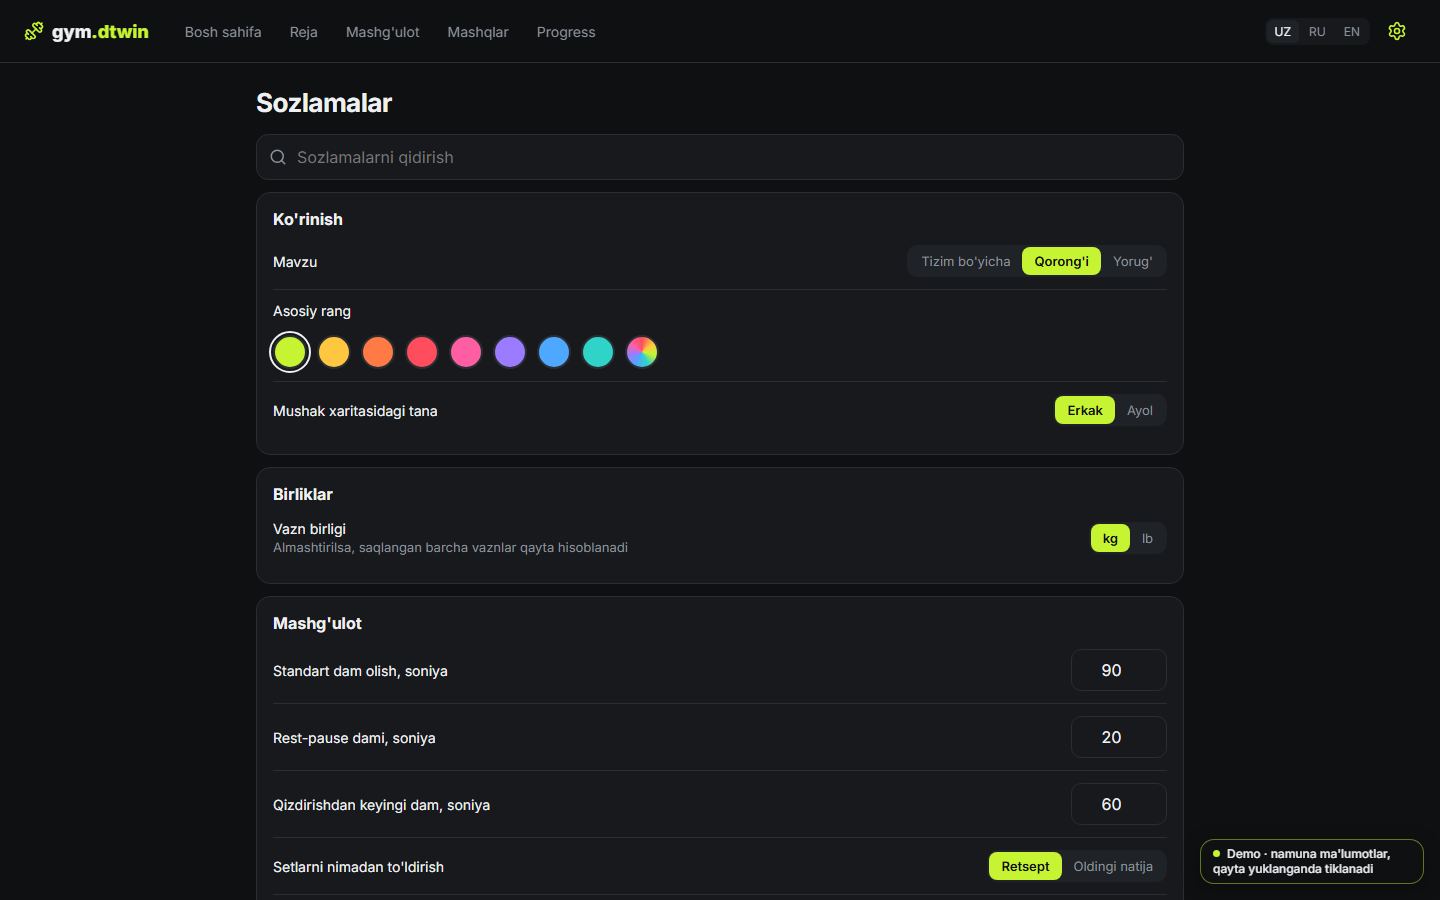 gym.dtwin
Bosh sahifa
Reja
Mashg'ulot
Mashqlar
Progress
UZ
RU
EN
Sozlamalar
Sozlamalarni qidirish
Ko'rinish
Mavzu
Tizim bo'yicha
Qorong'i
Yorug'
Asosiy rang
Mushak xaritasidagi tana
Erkak
Ayol
Birliklar
Vazn birligi
Almashtirilsa, saqlangan barcha vaznlar qayta hisoblanadi
kg
lb
Mashg'ulot
Standart dam olish, soniya
90
Rest-pause dami, soniya
20
Qizdirishdan keyingi dam, soniya
60
Setlarni nimadan to'ldirish
Retsept
Oldingi natija
Demo · namuna ma'lumotlar,
qayta yuklanganda tiklanadi